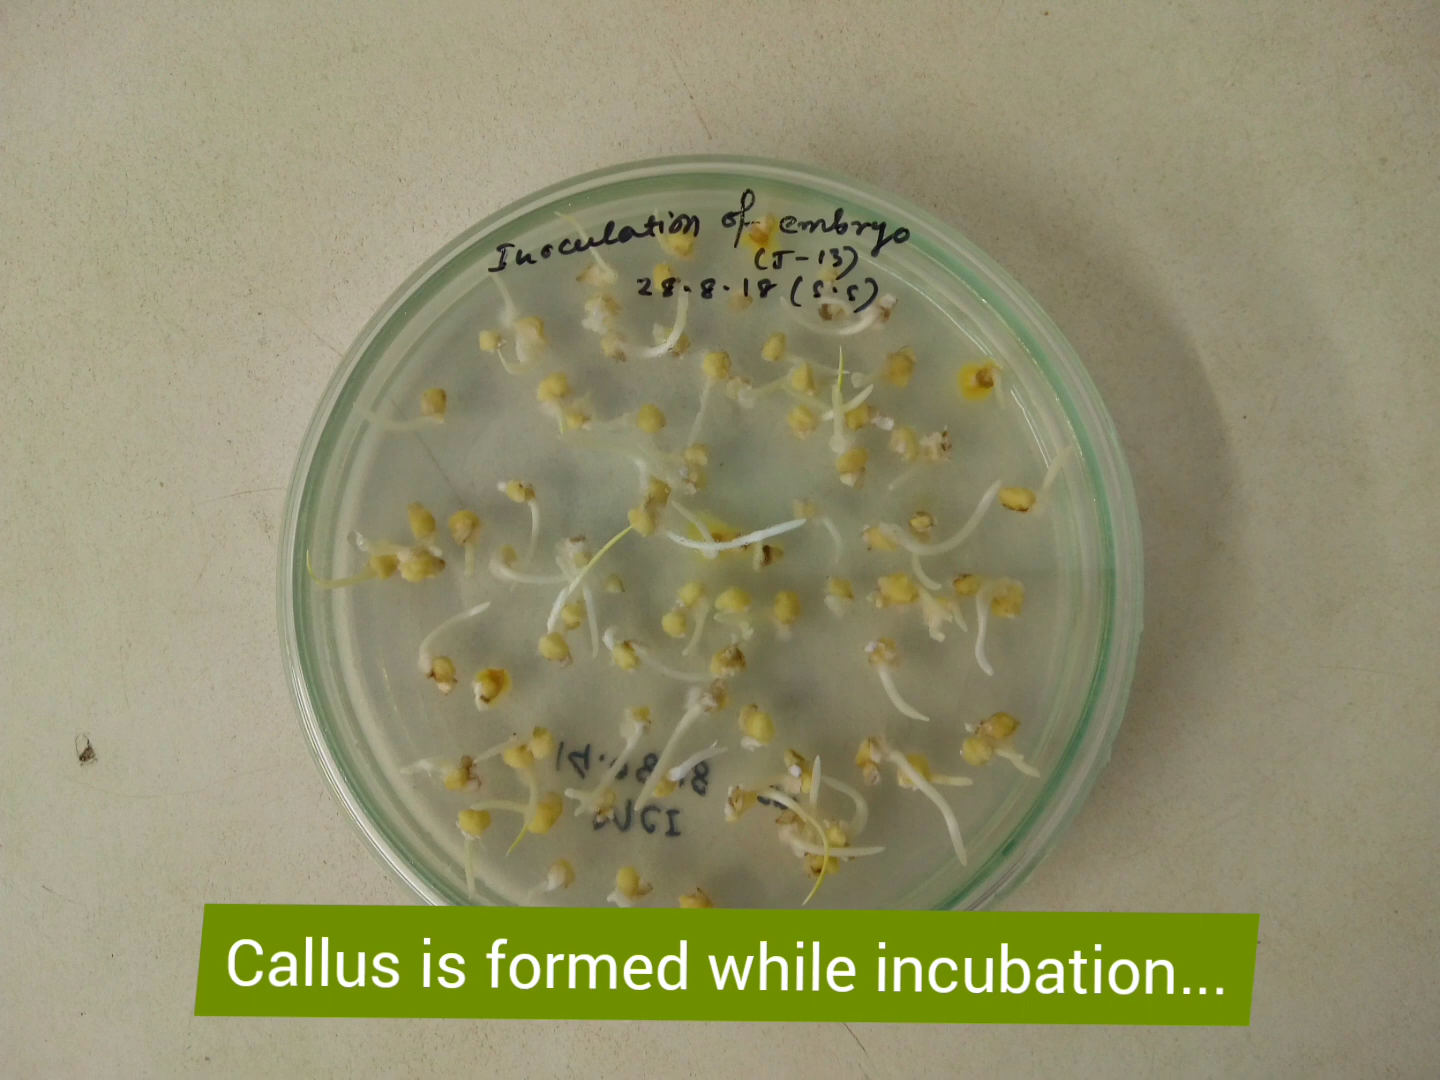 Inoculation of embryo
(J-13)
28.8.18 (S.S)
Callus is formed while incubation...